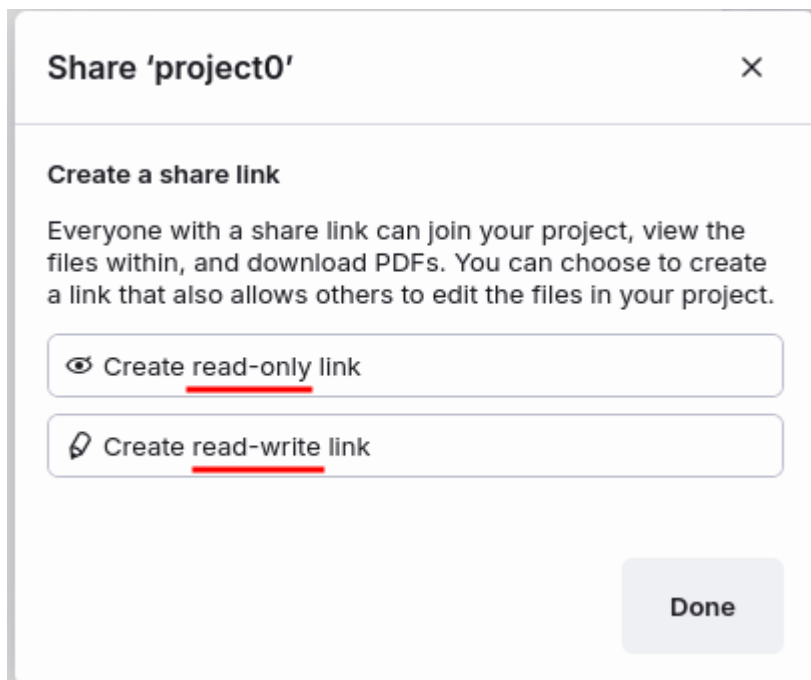 Share ‘project0’
Create a share link
Everyone with a share link can join your project, view the
files within, and download PDFs. You can choose to create
a link that also allows others to edit the files in your project.
Create read-only link
Create read-write link
Done